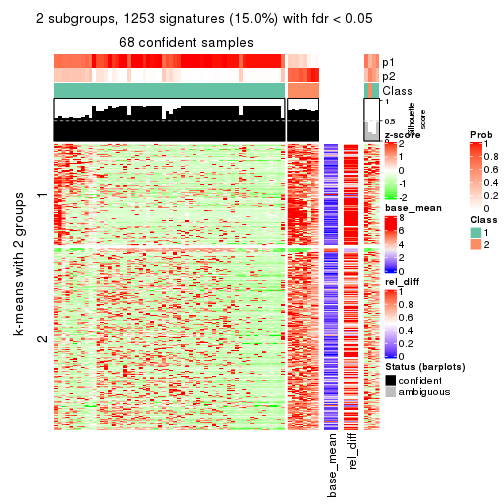 2 subgroups, 1253 signatures (15.0%) with fdr < 0.05
68 confident samples
p1
p2
Class
1
0.5
0
Silhouette
score
k-means with 2 groups
1
2
base_mean
rel_diff
z-score
2
1
0
-1
-2
base_mean
8
6
4
2
0
rel_diff
1
0.8
0.6
0.4
0.2
0
Status (barplots)
confident
ambiguous
Prob
1
0.8
0.6
0.4
0.2
0
Class
1
2